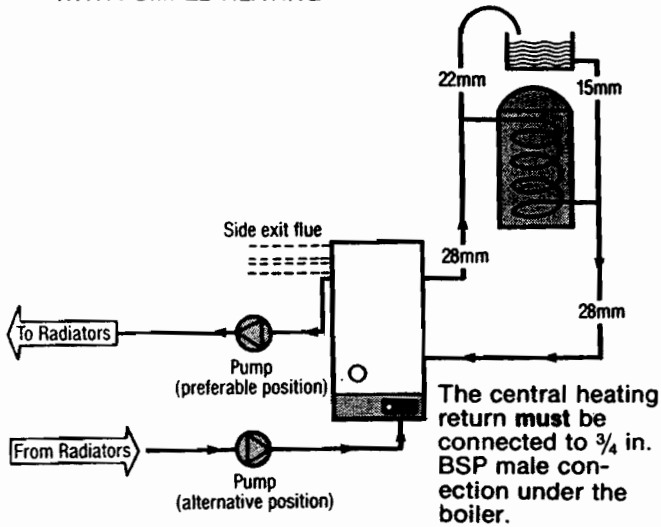 22mm
15mm
Side exit flue
28mm
28mm
To Radiators
Pump
(preferable position)
From Radiators
Pump
(alternative position)
The central heating
return must be
connected to ¾ in.
BSP male con-
ection under the
boiler.